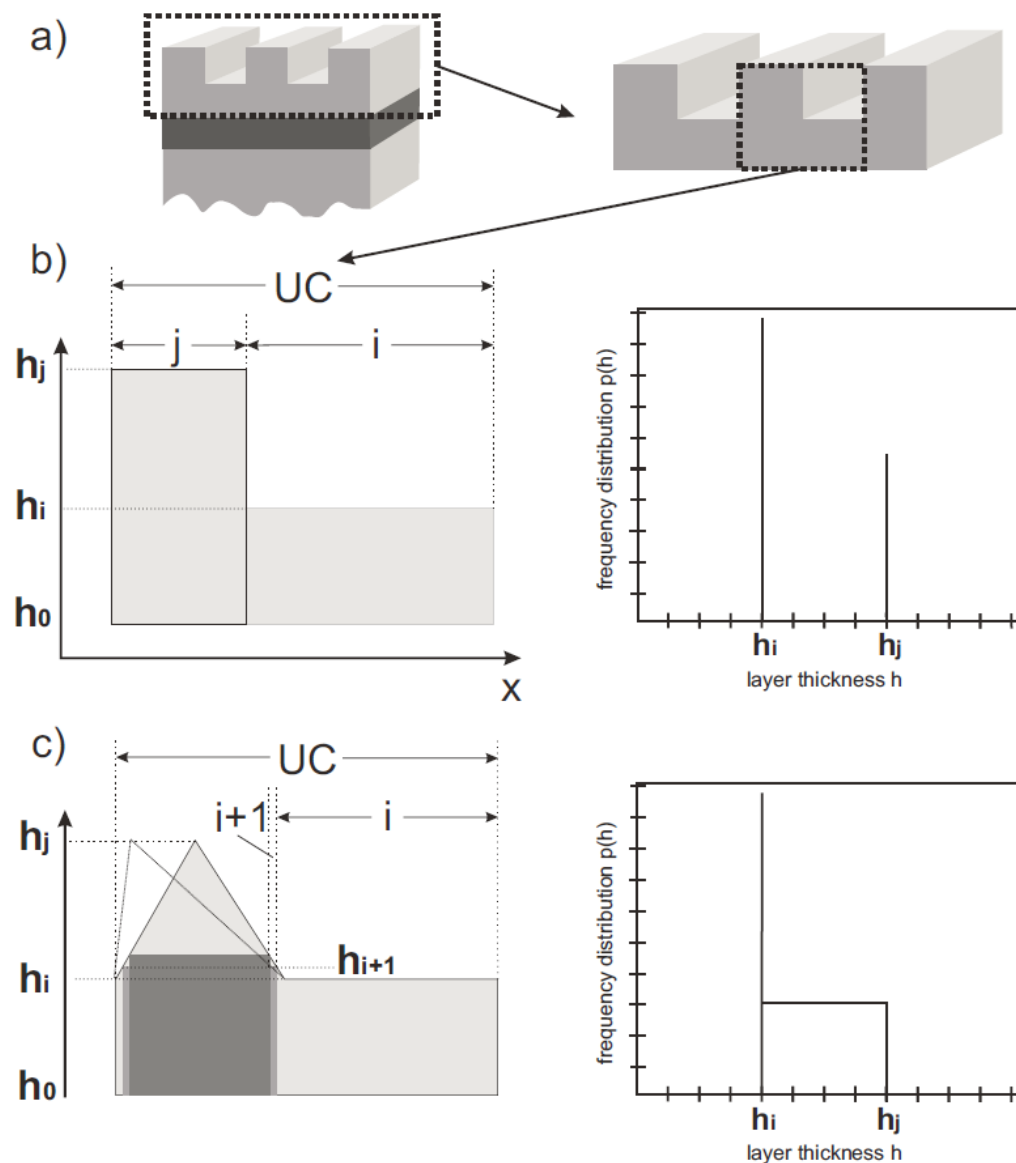 a)
b)
UC
j
i
hj
hi
h0
x
frequency distribution p(h)
hi
hj
layer thickness h
c)
UC
i+1
i
hj
hi+1
hi
h0
frequency distribution p(h)
hi
hj
layer thickness h